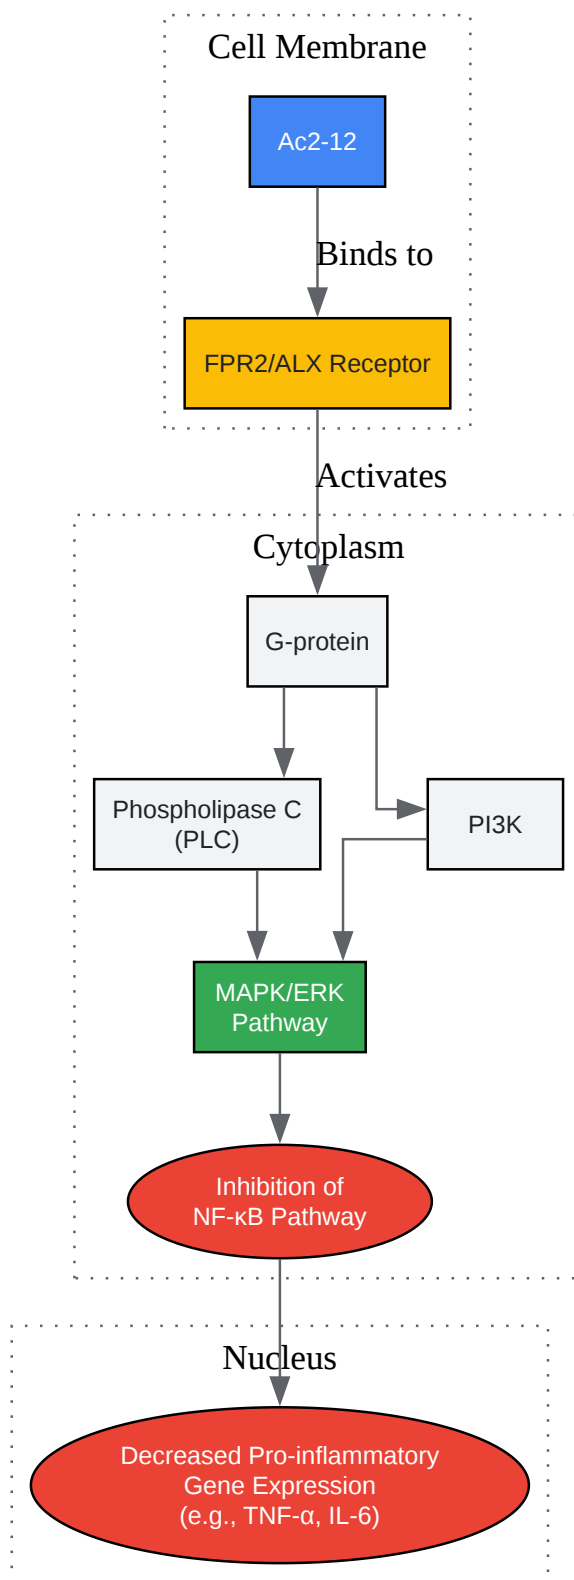 Cell Membrane
Ac2-12
Binds to
FPR2/ALX Receptor
Activates
Cytoplasm
G-protein
Phospholipase C
(PLC)
PI3K
MAPK/ERK
Pathway
Inhibition of
NF-κB Pathway
Nucleus
Decreased Pro-inflammatory
Gene Expression
(e.g., TNF-α, IL-6)